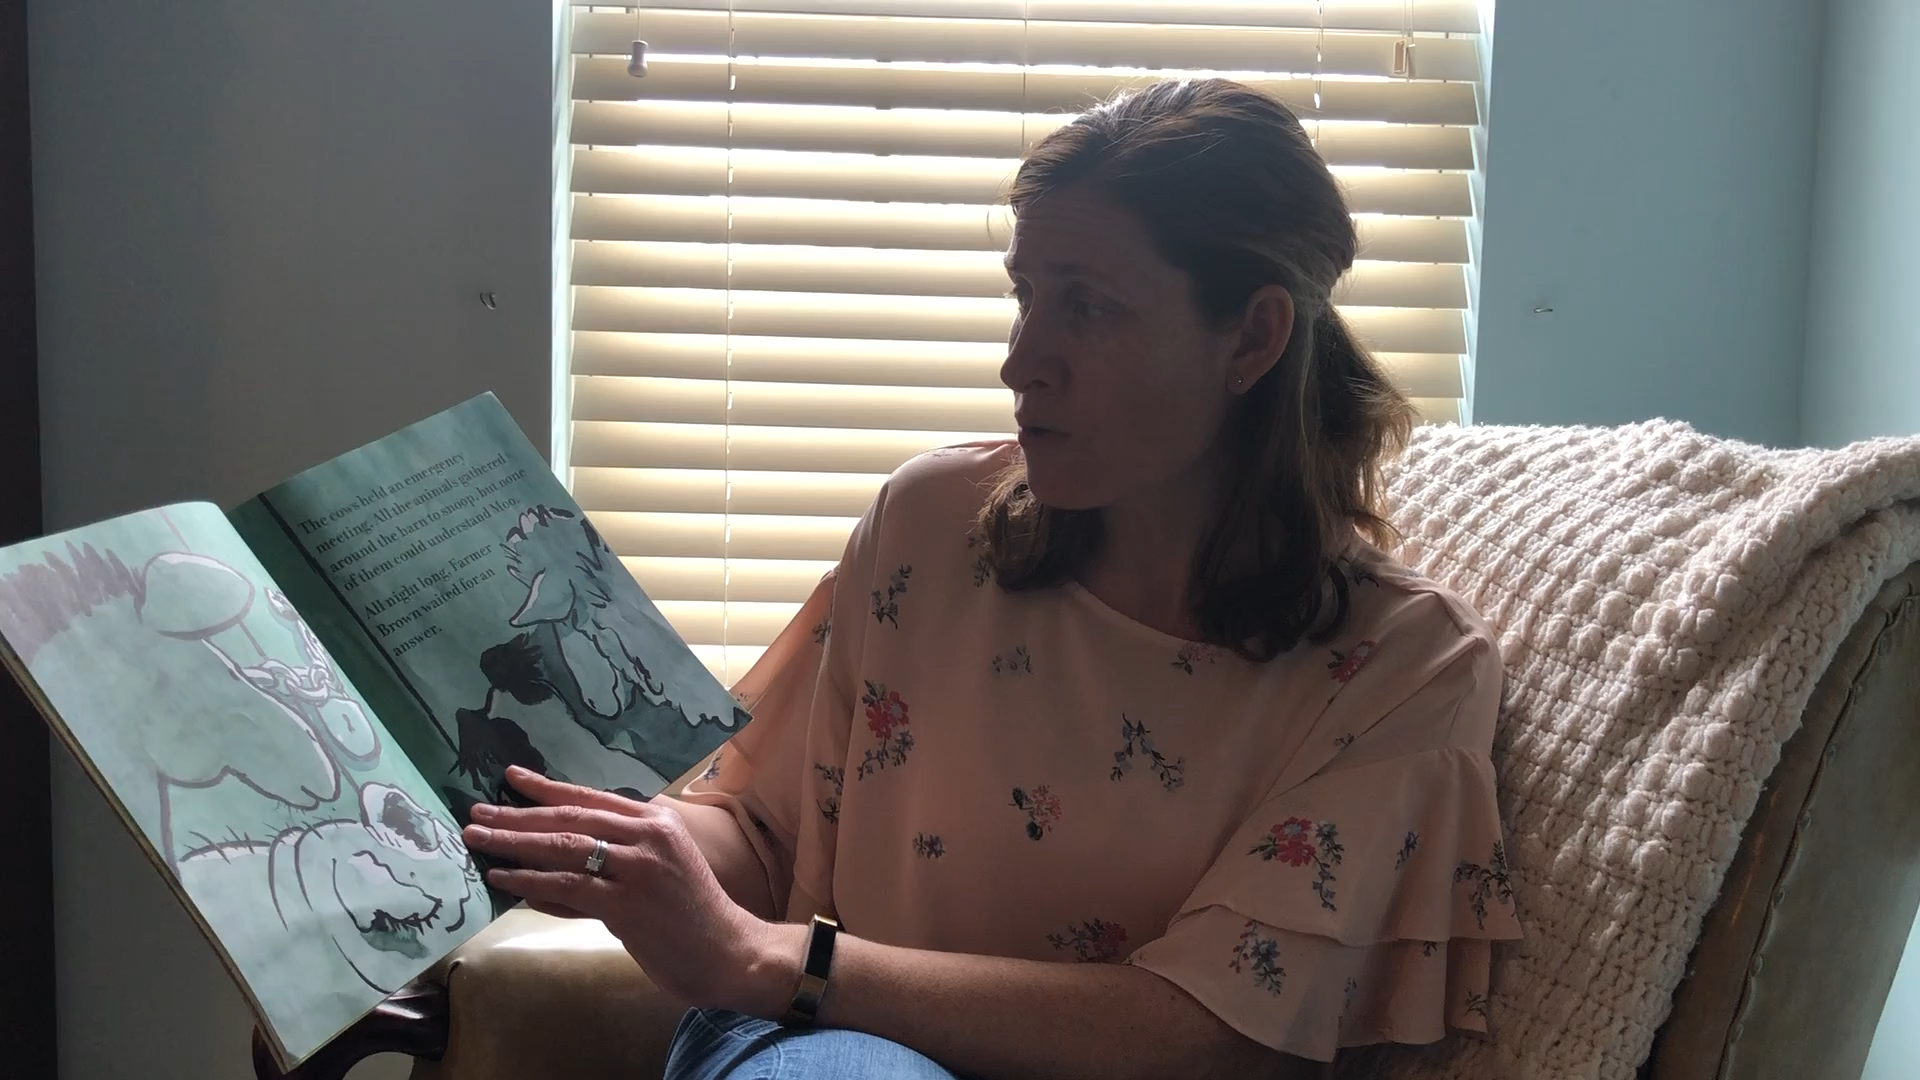 The cows held an emergency
meeting. All the animals gathered
around the barn to snoop, but none
of them could understand Moo.
All night long, Farmer
Brown waited for an
answer.